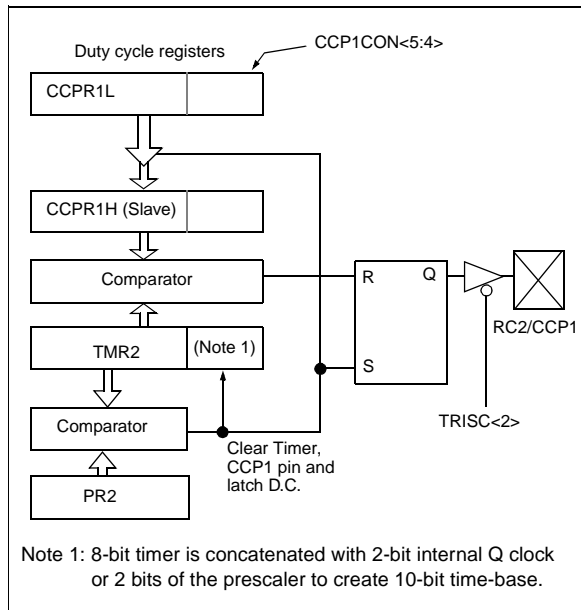 Duty cycle registers
CCP1CON<5:4>
CCPR1L
CCPR1H (Slave)
Comparator
R
Q
RC2/CCP1
TMR2
(Note 1)
S
TRISC<2>
Comparator
Clear Timer,
CCP1 pin and
latch D.C.
PR2
Note 1: 8-bit timer is concatenated with 2-bit internal Q clock
or 2 bits of the prescaler to create 10-bit time-base.